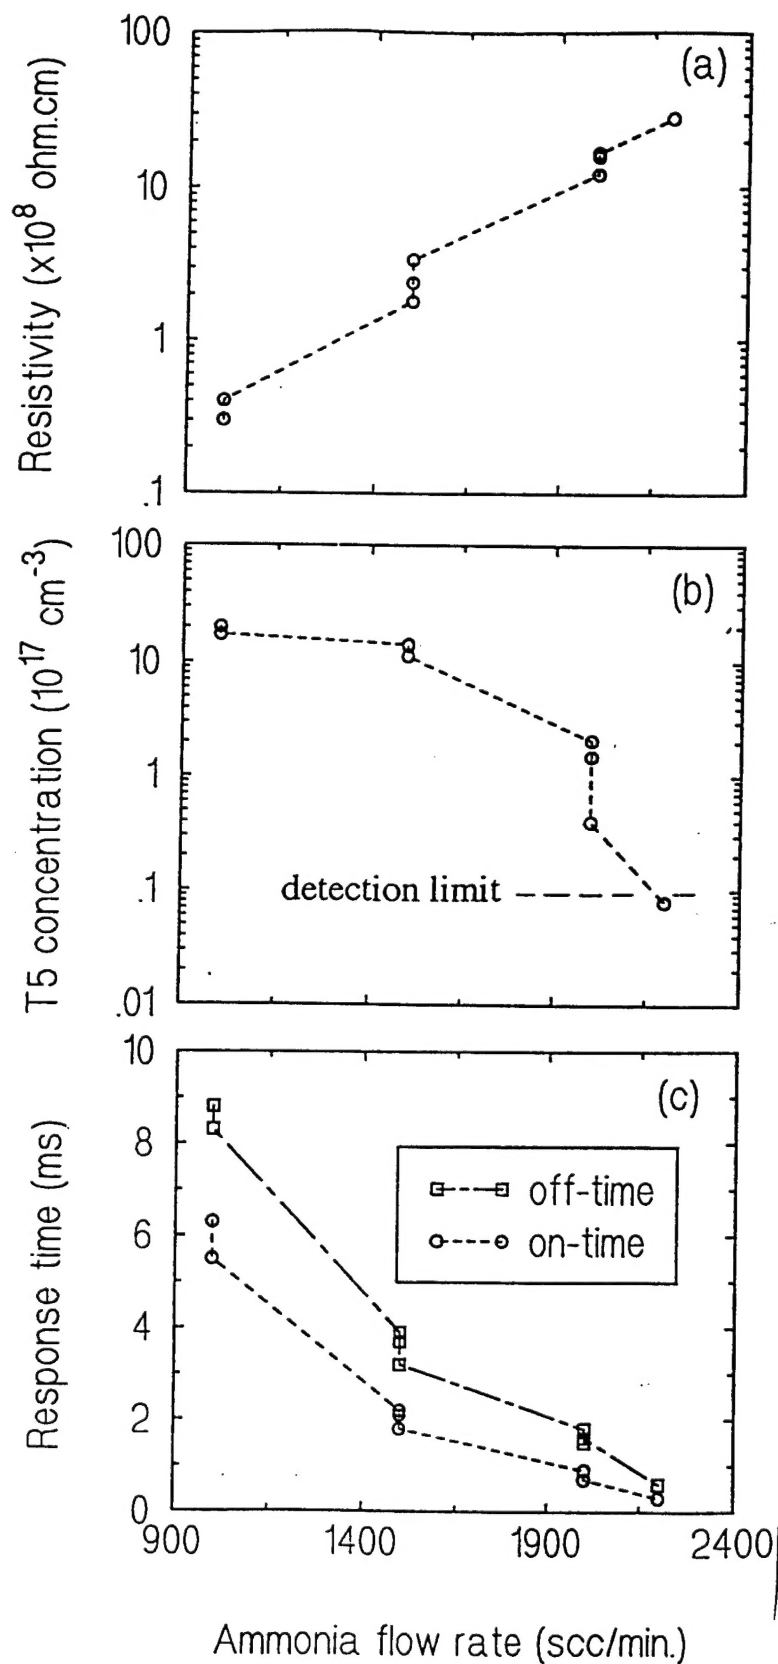 100
(a)
10
1
.1
Resistivity (x10⁸ ohm.cm)
100
(b)
10
1
.1
detection limit
.01
T5 concentration (10¹⁷ cm⁻³)
10
(c)
8
off-time
6
on-time
4
2
0
Response time (ms)
900 1400 1900 2400
Ammonia flow rate (scc/min.)